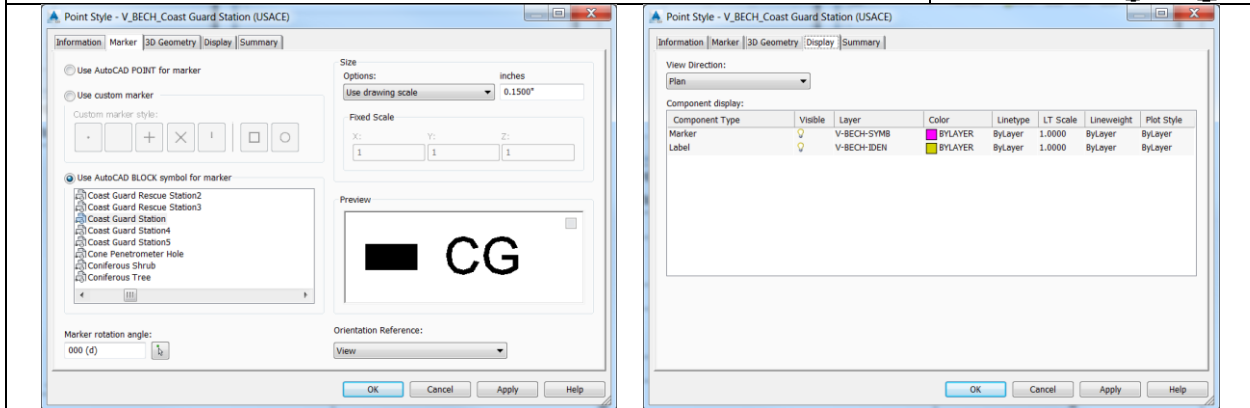 Point Style - V_BECH_Coast Guard Station (USACE)
Information Marker 3D Geometry Display Summary
Use AutoCAD POINT for marker
Use custom marker
Custom marker style:
Use AutoCAD BLOCK symbol for marker
Coast Guard Rescue Station2
Coast Guard Rescue Station3
Coast Guard Station
Coast Guard Station4
Coast Guard Station5
Cone Penetrometer Hole
Coniferous Shrub
Coniferous Tree
Marker rotation angle:
000 (d)
Size
Options: inches
Use drawing scale 0.1500"
Fixed Scale
X: Y: Z:
1 1 1
Preview
CG
Orientation Reference:
View
OK Cancel Apply Help
Point Style - V_BECH_Coast Guard Station (USACE)
Information Marker 3D Geometry Display Summary
View Direction:
Plan
Component display:
Component Type Visible Layer Color Linetype LT Scale Lineweight Plot Style
Marker V-BECH-SYMB BYLAYER ByLayer 1.0000 ByLayer ByLayer
Label V-BECH-IDEN BYLAYER ByLayer 1.0000 ByLayer ByLayer
OK Cancel Apply Help